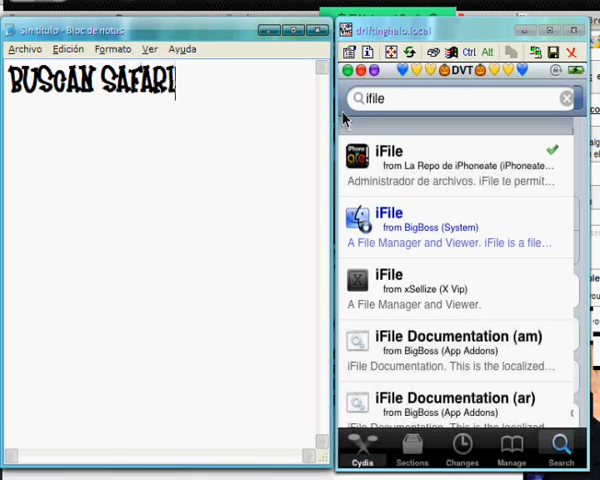 Sin título - Bloc de notas
Archivo Edición Formato Ver Ayuda
BUSCAN SAFARI
driftinghalo.local
Ctrl Alt
DVT
ifile
iFile
from La Repo de iPhoneate (iPhoneate...
Administrador de archivos. iFile te permit...
iFile
from BigBoss (System)
A File Manager and Viewer. iFile is a file...
iFile
from xSellize (X Vip)
A File Manager and Viewer.
iFile Documentation (am)
from BigBoss (App Addons)
iFile Documentation. This is the localized...
iFile Documentation (ar)
from BigBoss (App Addons)
iFile Documentation. This is the localized...
Cydia Sections Changes Manage Search